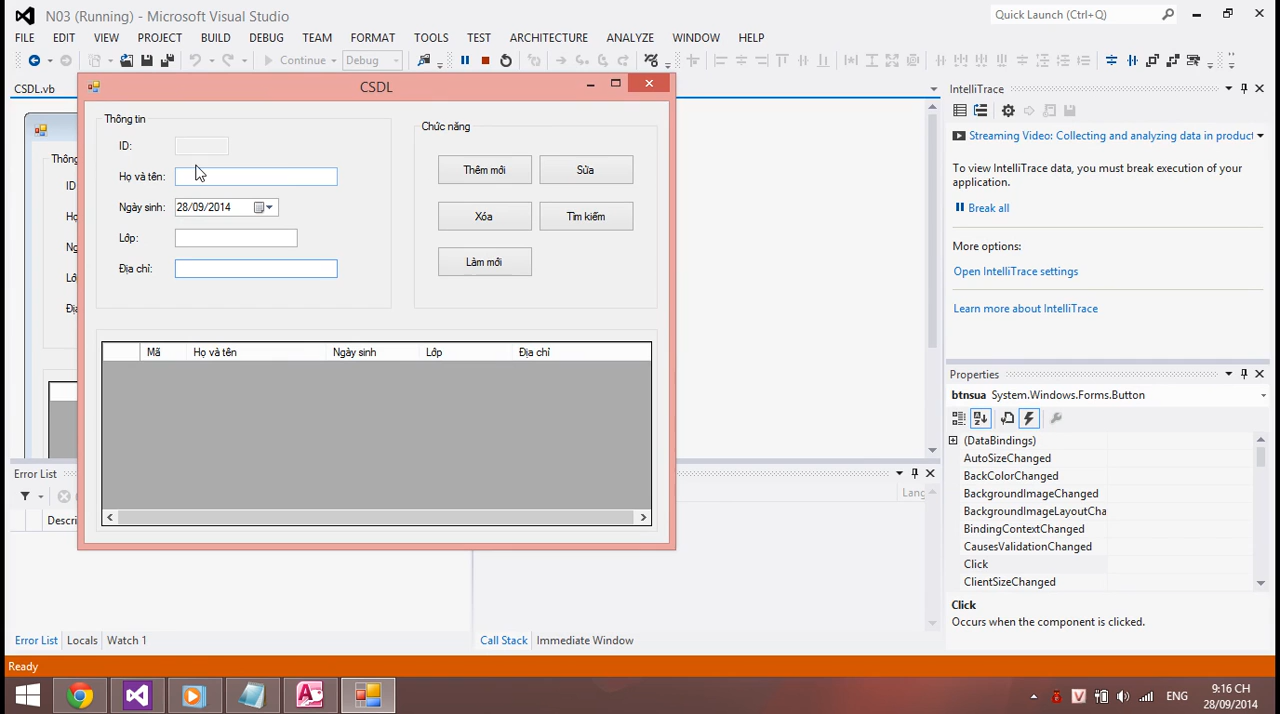 N03 (Running) - Microsoft Visual Studio
Quick Launch (Ctrl+Q)
FILE EDIT VIEW PROJECT BUILD DEBUG TEAM FORMAT TOOLS TEST ARCHITECTURE ANALYZE WINDOW HELP
Continue Debug
CSDL.vb
CSDL
Thông tin
ID:
Họ và tên:
Ngày sinh: 28/09/2014
Lớp:
Địa chỉ:
Chức năng
Thêm mới Sửa
Xóa Tìm kiếm
Làm mới
Mã Họ và tên Ngày sinh Lớp Địa chỉ
Thông
ID
Error List
Descri
Lang
Error List Locals Watch 1
Call Stack Immediate Window
IntelliTrace
Streaming Video: Collecting and analyzing data in product
To view IntelliTrace data, you must break execution of your
application.
Break all
More options:
Open IntelliTrace settings
Learn more about IntelliTrace
Properties
btnsua System.Windows.Forms.Button
(DataBindings)
AutoSizeChanged
BackColorChanged
BackgroundImageChanged
BackgroundImageLayoutCha
BindingContextChanged
CausesValidationChanged
Click
ClientSizeChanged
Click
Occurs when the component is clicked.
Ready
ENG
9:16 CH
28/09/2014